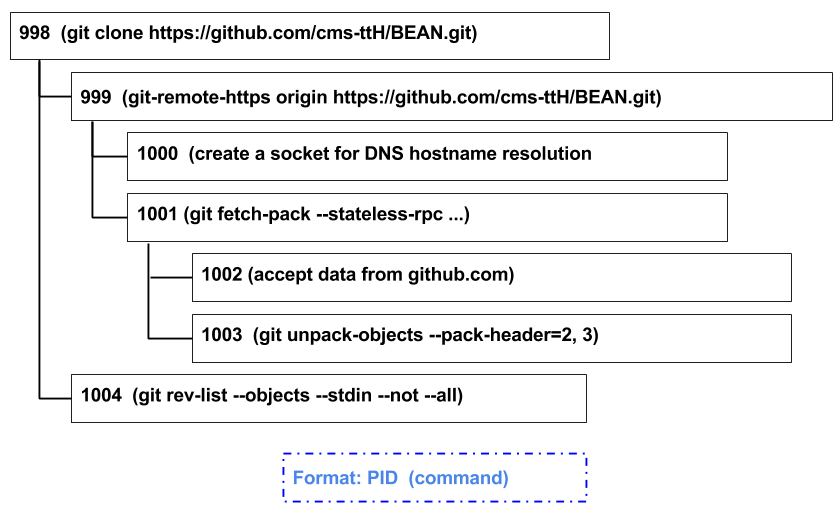 998 (git clone https://github.com/cms-ttH/BEAN.git)
999 (git-remote-https origin https://github.com/cms-ttH/BEAN.git)
1000 (create a socket for DNS hostname resolution
1001 (git fetch-pack --stateless-rpc ...)
1002 (accept data from github.com)
1003 (git unpack-objects --pack-header=2, 3)
1004 (git rev-list --objects --stdin --not --all)
Format: PID (command)